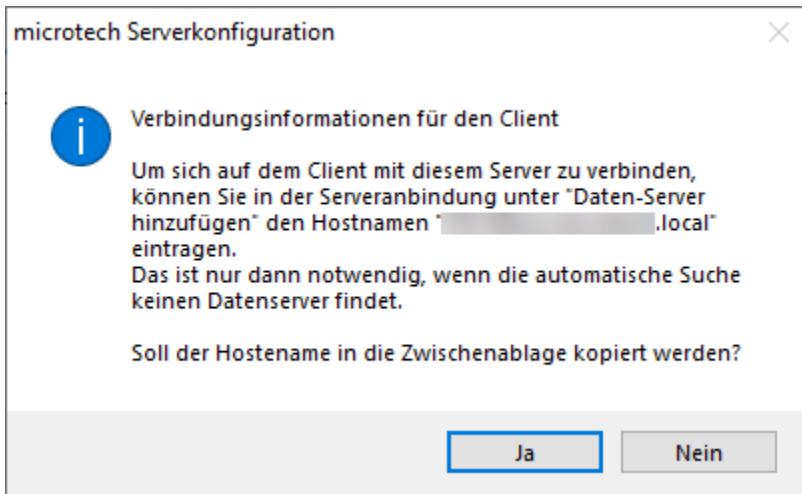 microtech Serverkonfiguration
Verbindungsinformationen für den Client
Um sich auf dem Client mit diesem Server zu verbinden,
können Sie in der Serveranbindung unter "Daten-Server
hinzufügen" den Hostnamen " .local"
eintragen.
Das ist nur dann notwendig, wenn die automatische Suche
keinen Datenserver findet.
Soll der Hostename in die Zwischenablage kopiert werden?
Ja Nein